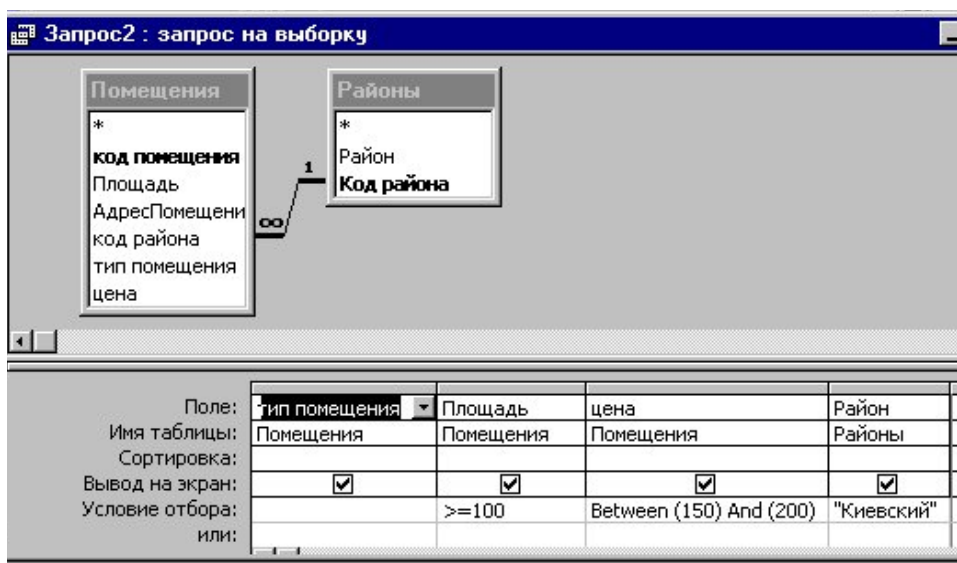 Запрос2 : запрос на выборку
Помещения
*
код помещения
Площадь
АдресПомещени
код района
тип помещения
цена
1
∞
Районы
*
Район
Код района
Поле: тип помещения Площадь цена Район
Имя таблицы: Помещения Помещения Помещения Районы
Сортировка:
Вывод на экран:
Условие отбора: >=100 Between (150) And (200) "Киевский"
или: